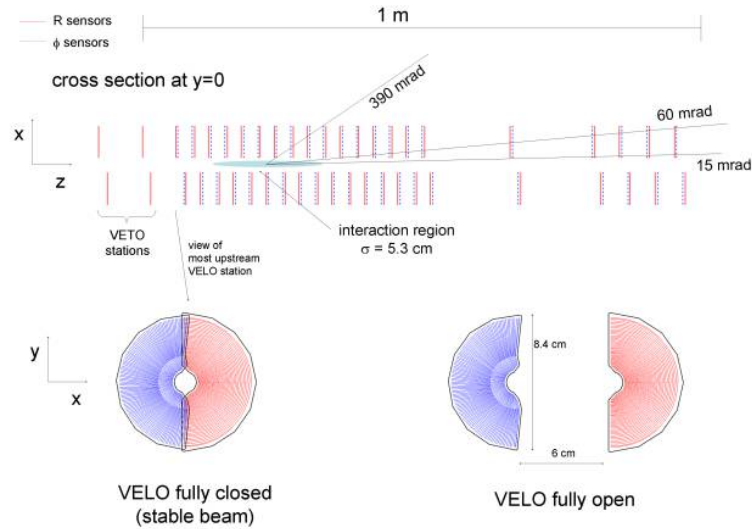 R sensors
1 m
ϕ sensors
cross section at y=0
390 mrad
60 mrad
x
15 mrad
z
VETO
stations
interaction region
σ = 5.3 cm
view of
most upstream
VELO station
y
x
8.4 cm
6 cm
VELO fully closed
(stable beam)
VELO fully open